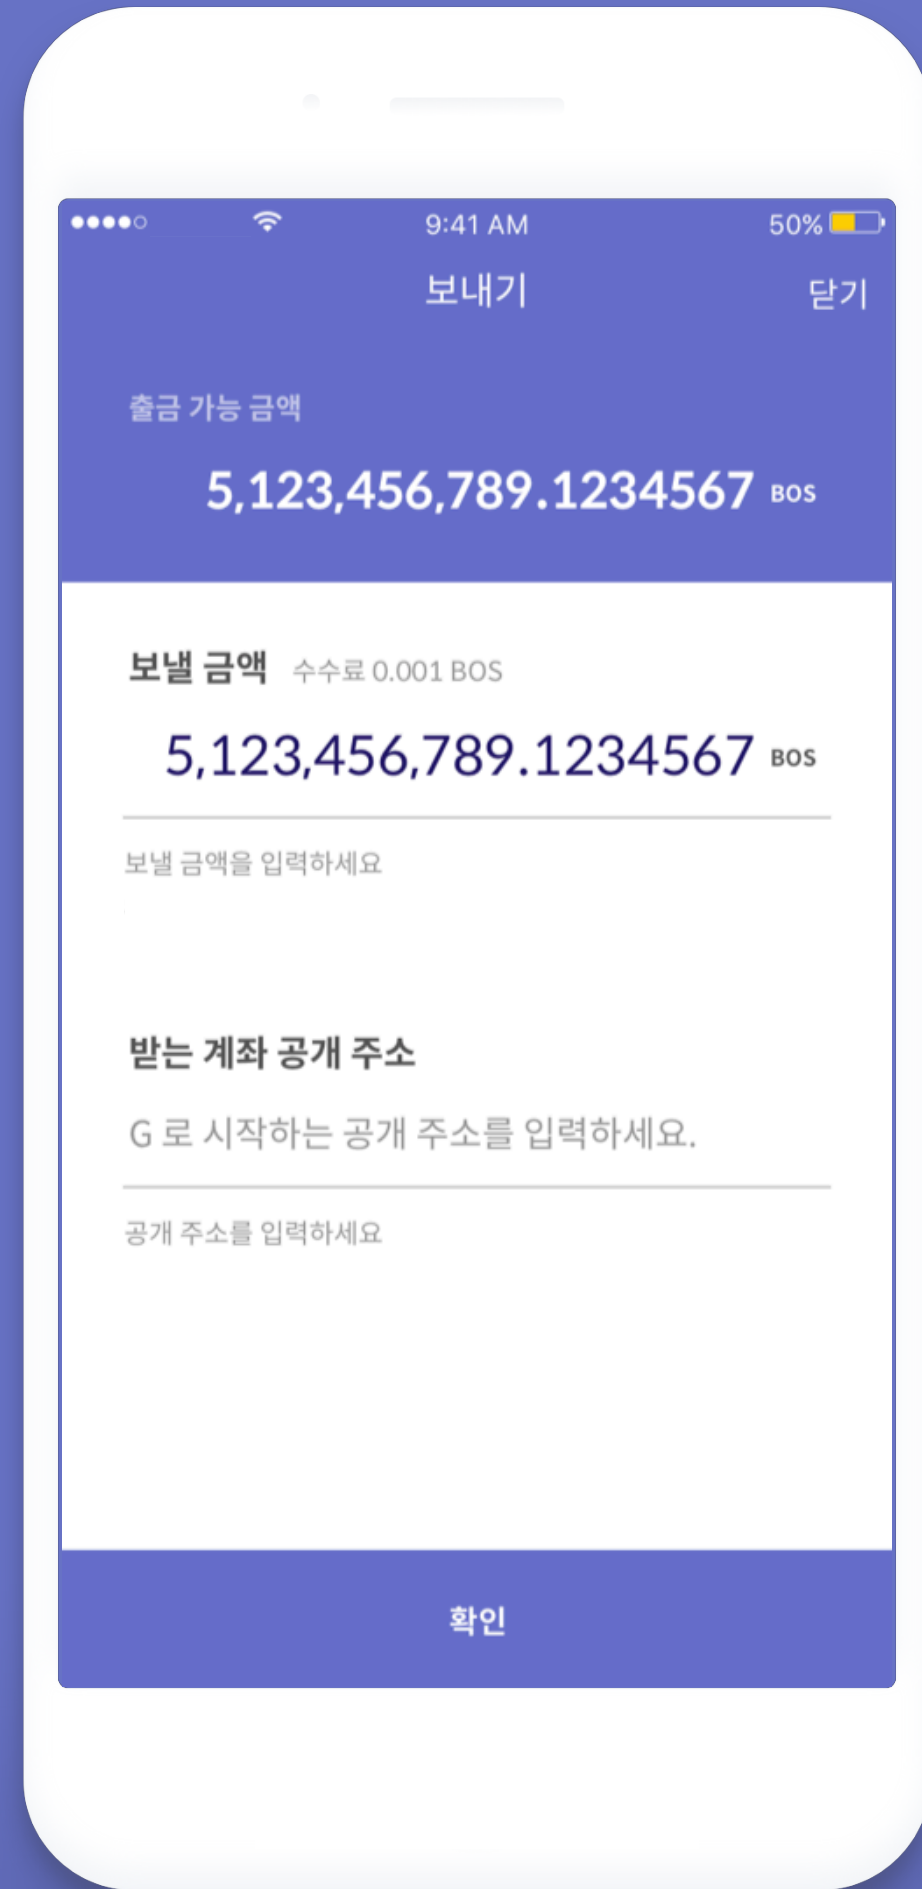 9:41 AM 50%
보내기 닫기
출금 가능 금액
5,123,456,789.1234567 BOS
보낼 금액 수수료 0.001 BOS
5,123,456,789.1234567 BOS
보낼 금액을 입력하세요
받는 계좌 공개 주소
G 로 시작하는 공개 주소를 입력하세요.
공개 주소를 입력하세요
확인